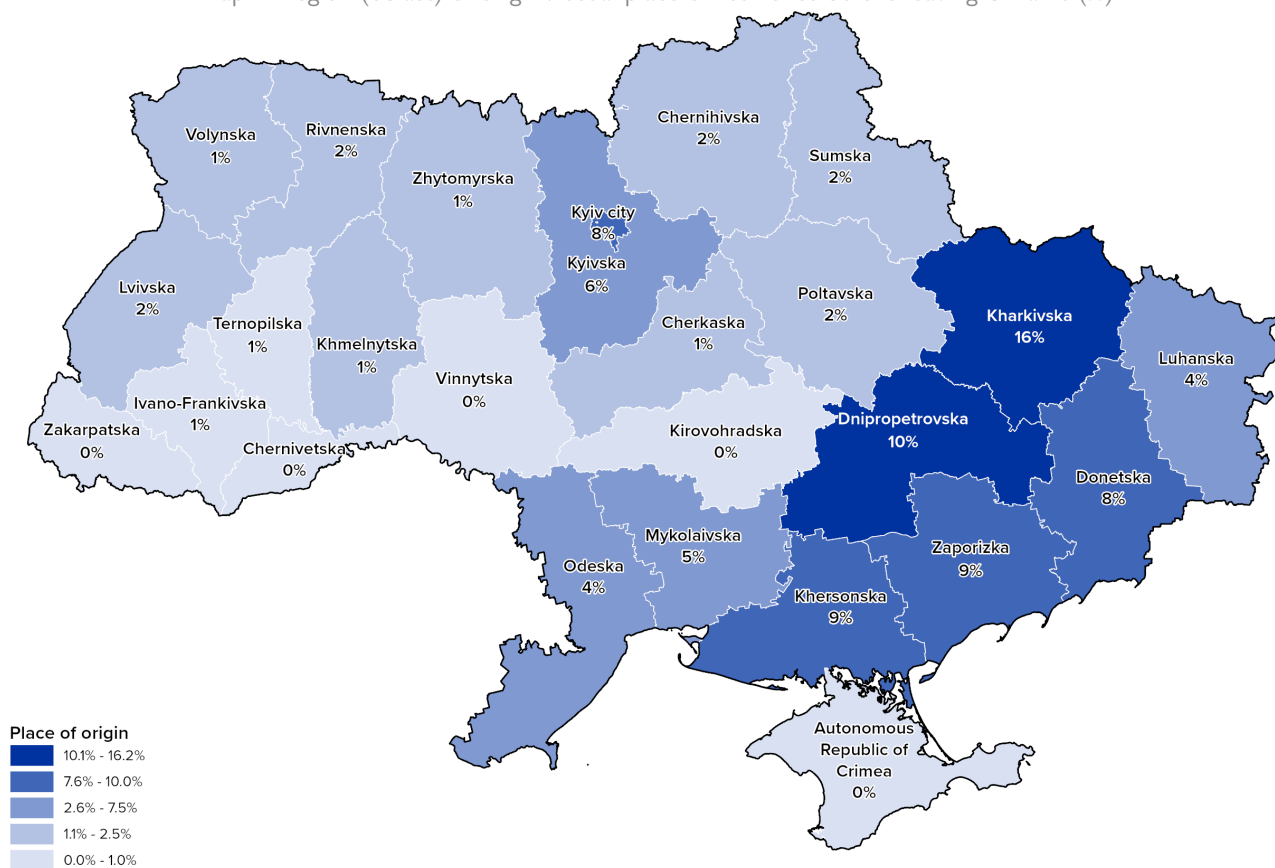 Volynska
1%
Rivnenska
2%
Zhytomyrska
1%
Chernihivska
2%
Sumska
2%
Kyiv city
8%
Kyivska
6%
Lvivska
2%
Ternopilska
1%
Khmelnytska
1%
Vinnytska
0%
Cherkaska
1%
Poltavska
2%
Kharkivska
16%
Luhanska
4%
Ivano-Frankivska
1%
Zakarpatska
0%
Chernivetska
0%
Kirovohradska
0%
Dnipropetrovska
10%
Donetska
8%
Odeska
4%
Mykolaivska
5%
Zaporizka
9%
Khersonska
9%
Autonomous
Republic of
Crimea
0%
Place of origin
10.1% - 16.2%
7.6% - 10.0%
2.6% - 7.5%
1.1% - 2.5%
0.0% - 1.0%